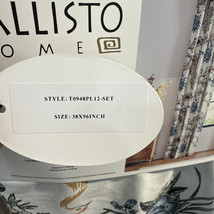 ALLISTO
OME
STYLE: T0948PL12-SET
SIZE: 38X96INCH